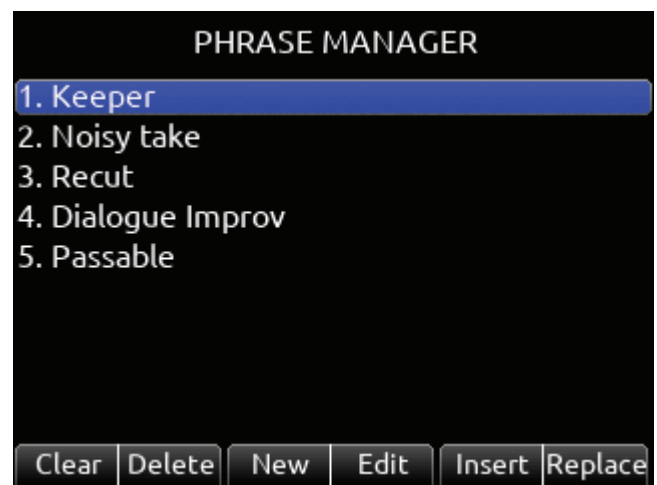 PHRASE MANAGER
1. Keeper
2. Noisy take
3. Recut
4. Dialogue Improv
5. Passable
Clear Delete New Edit Insert Replace